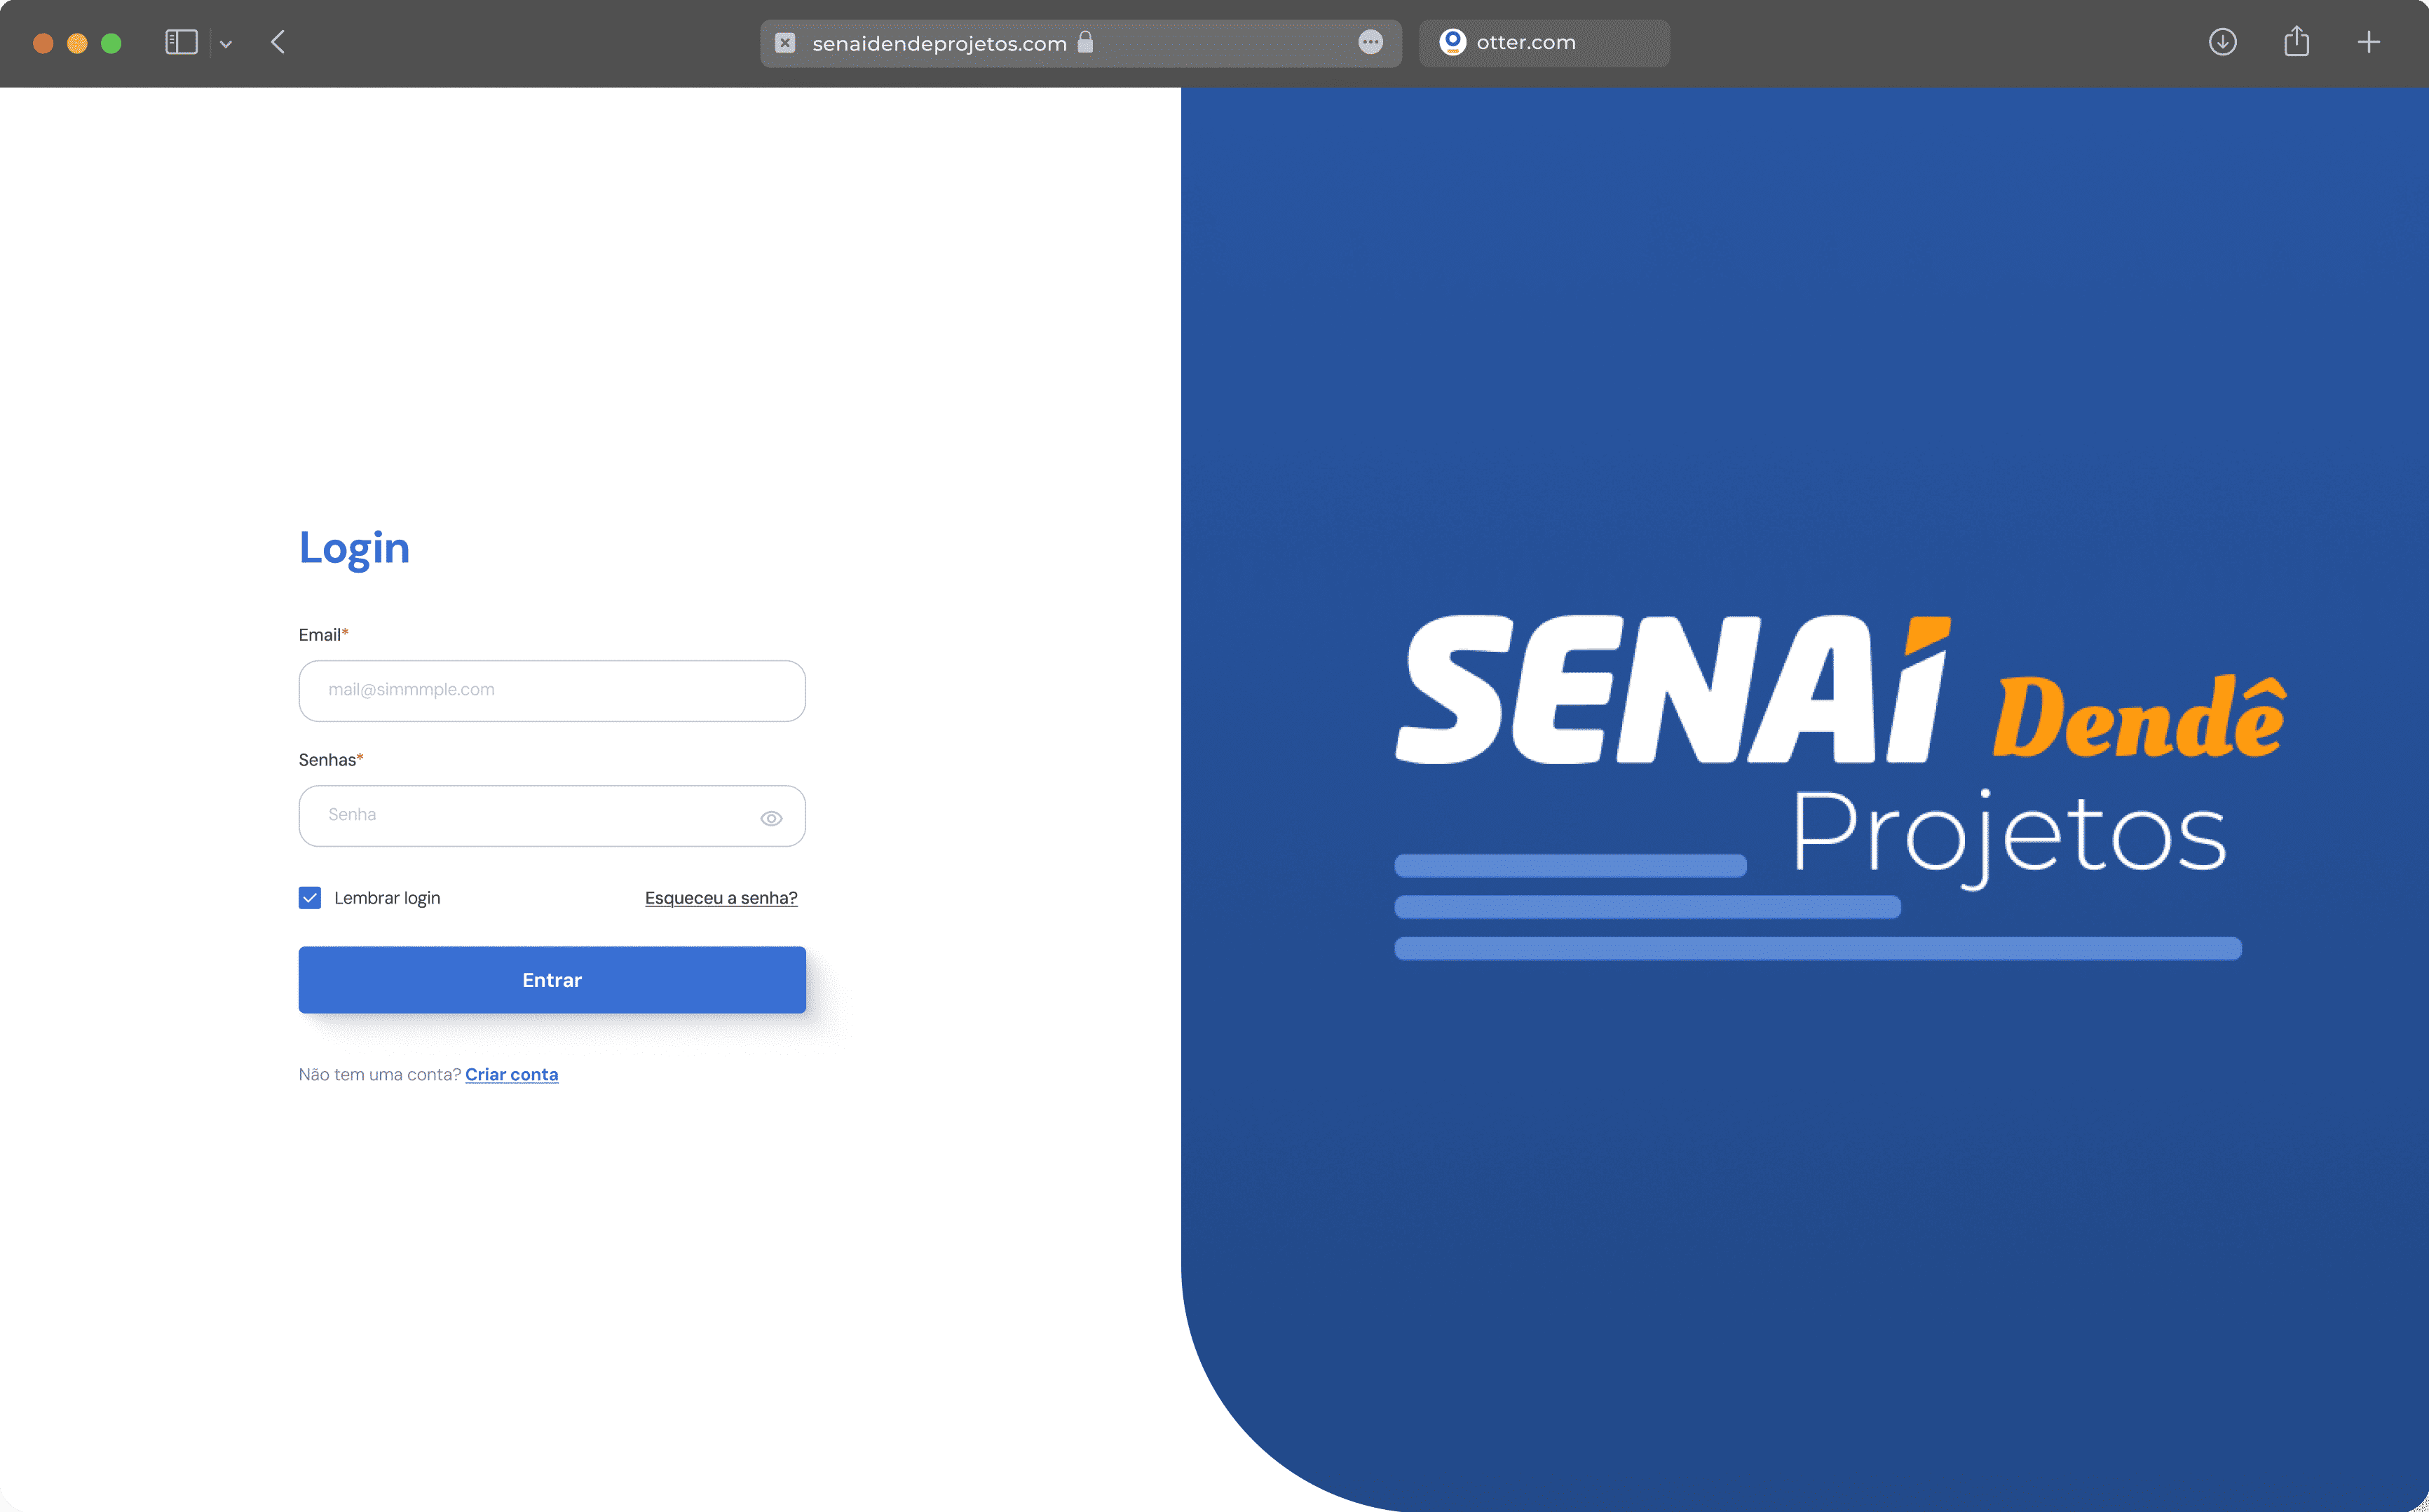 senaidendeprojetos.com
otter.com
Login
Email*
mail@simmmple.com
Senhas*
Senha
Lembrar login
Esqueceu a senha?
Entrar
Não tem uma conta? Criar conta
SENAI Dendê
Projetos